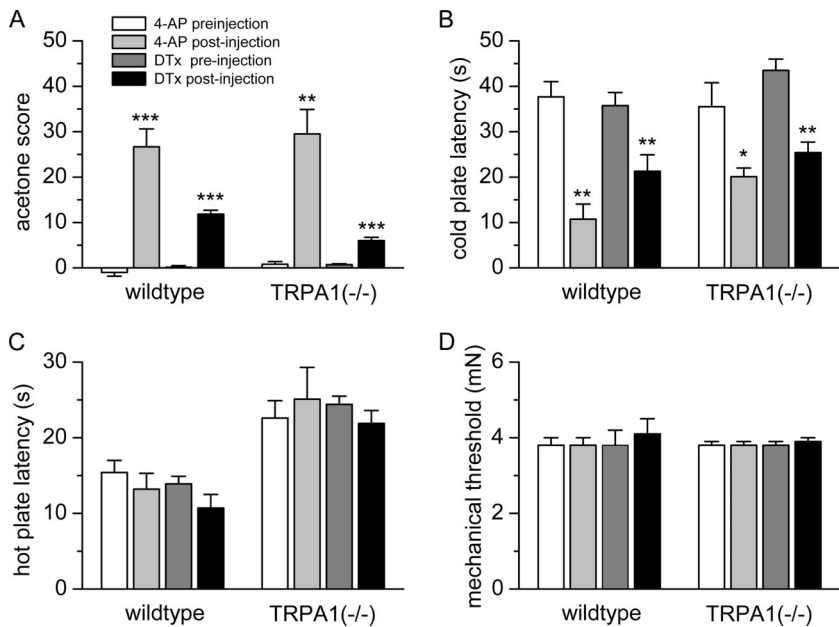 A
4-AP preinjection
4-AP post-injection
DTx pre-injection
DTx post-injection
acetone score
50
40
30
20
10
0
***
***
**
***
wildtype
TRPA1(-/-)
B
cold plate latency (s)
50
40
30
20
10
0
**
**
*
**
wildtype
TRPA1(-/-)
C
hot plate latency (s)
30
20
10
0
wildtype
TRPA1(-/-)
D
mechanical threshold (mN)
6
4
2
0
wildtype
TRPA1(-/-)